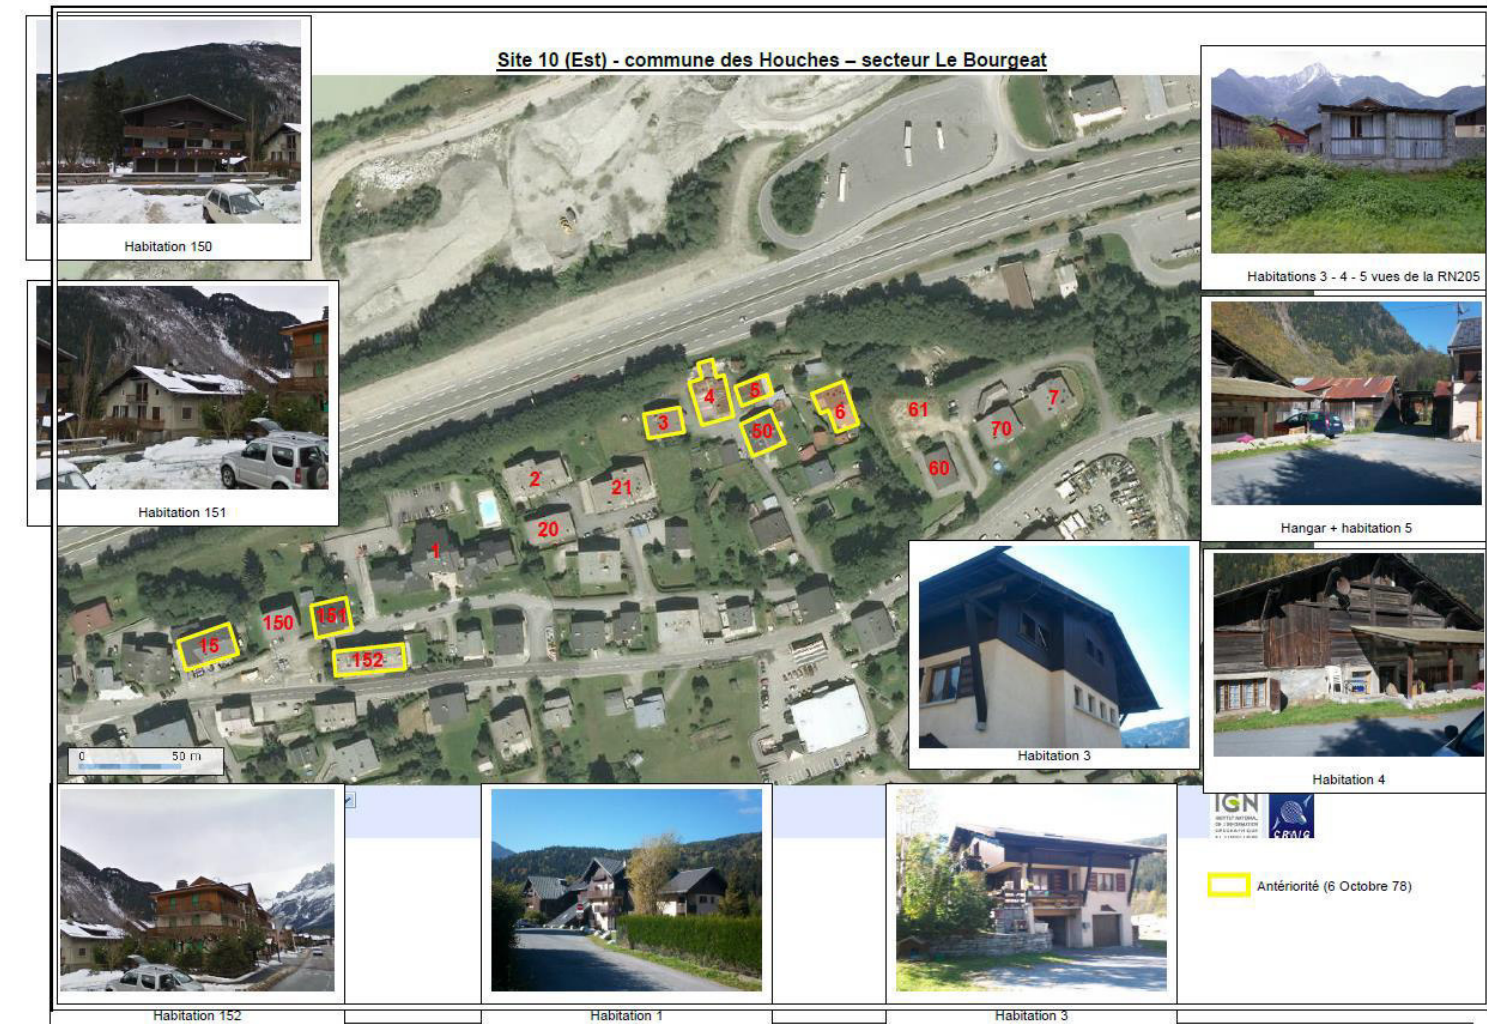 Site 10 (Est) - commune des Houches – secteur Le Bourgeat
Habitation 150
Habitations 3 - 4 - 5 vues de la RN205
Habitation 151
Hangar + habitation 5
4
5
6
7
3
50
61
70
60
2
21
20
1
150
151
15
152
Habitation 3
Habitation 4
0 50 m
IGN
INSTITUT NATIONAL
CRAIG
Antériorité (6 Octobre 78)
Habitation 152
Habitation 1
Habitation 3